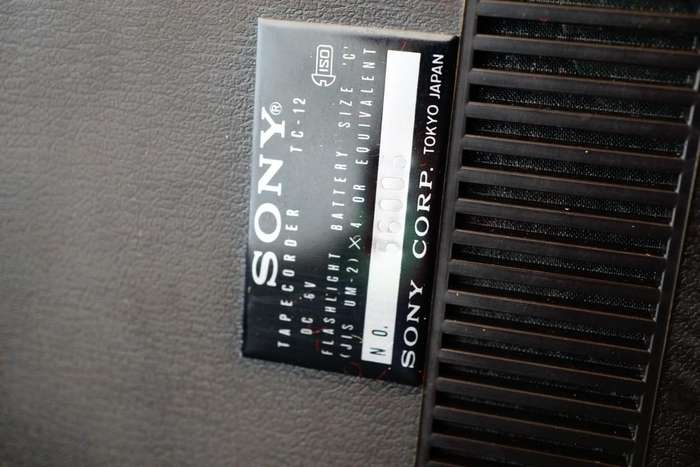 SONY®
TAPECORDER TC-12
DC 6V
ISO
FLASHLIGHT BATTERY SIZE 'C'
(JIS UM-2) × 4 OR EQUIVALENT
NO.
SONY CORP. TOKYO JAPAN